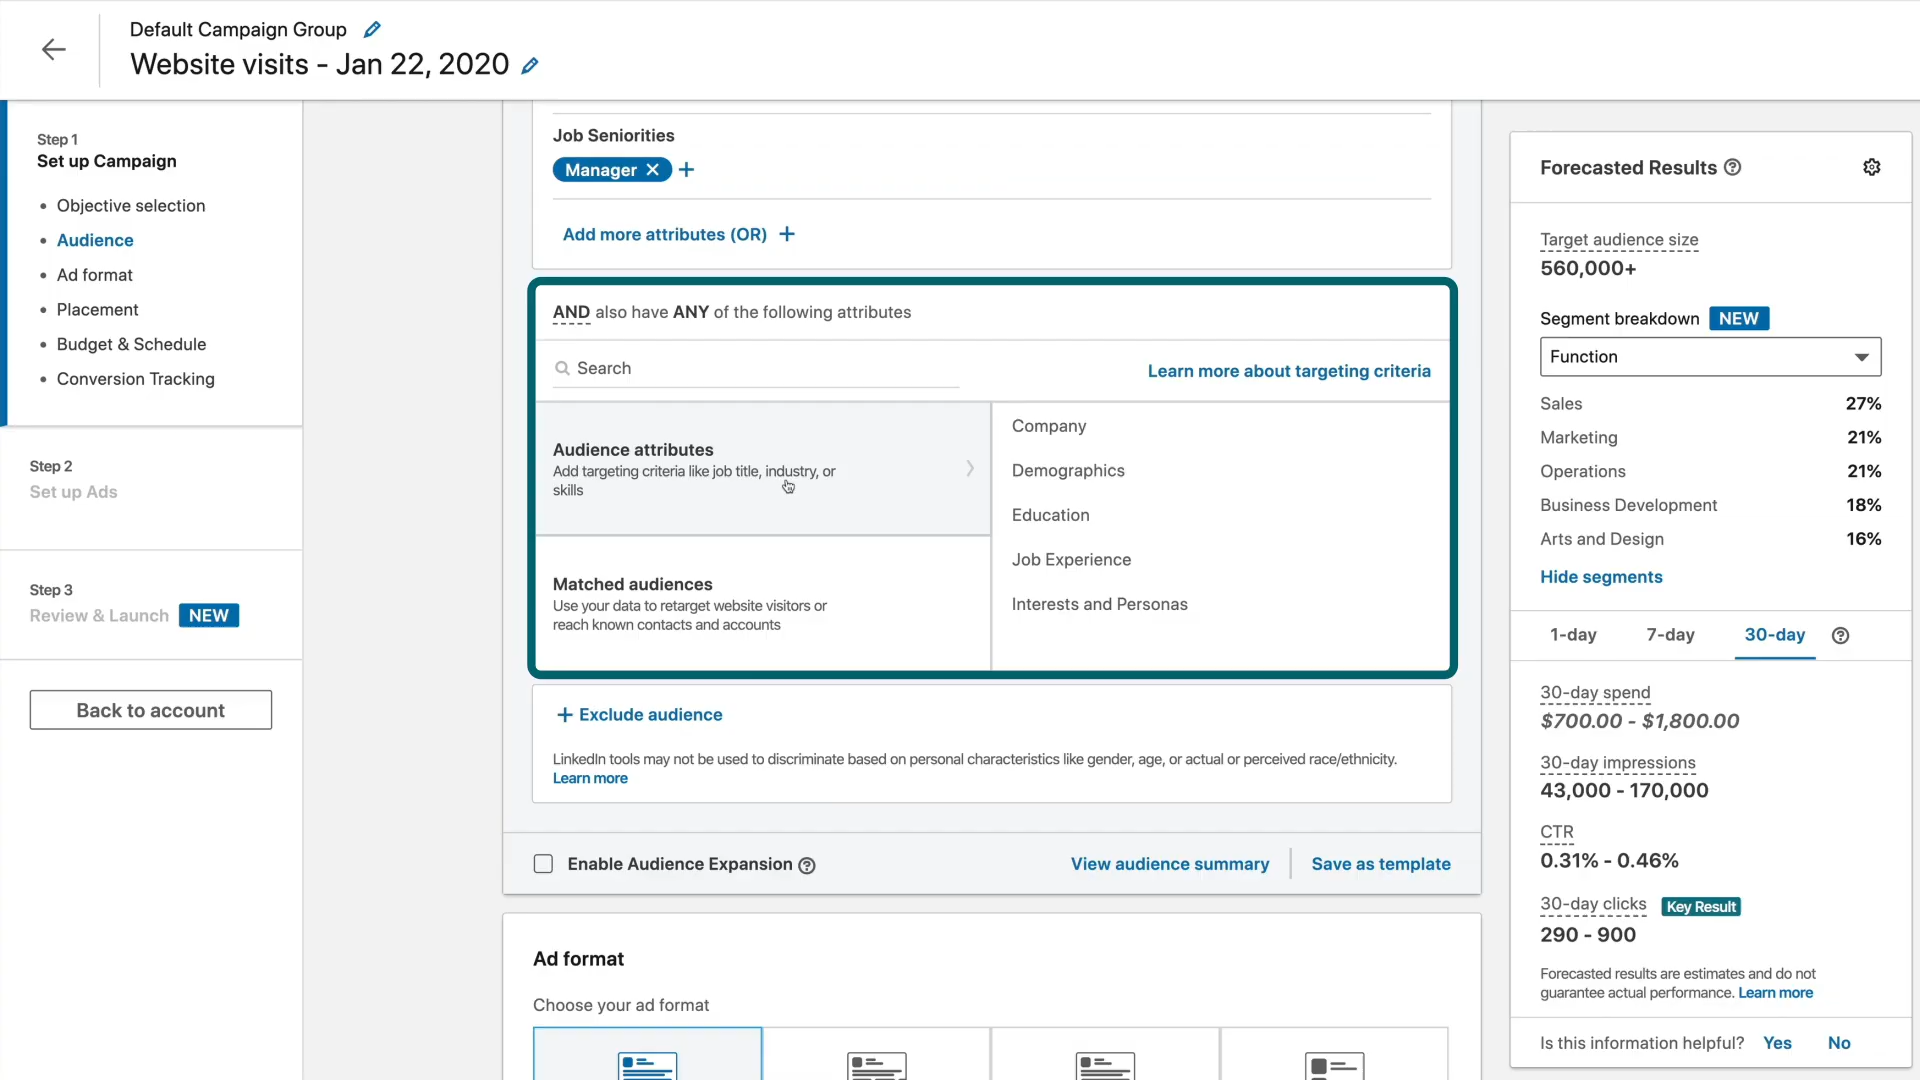 Default Campaign Group
Website visits - Jan 22, 2020
Step 1
Set up Campaign
• Objective selection
• Audience
• Ad format
• Placement
• Budget & Schedule
• Conversion Tracking
Step 2
Set up Ads
Step 3
Review & Launch NEW
Back to account
Job Seniorities
Manager ✕ +
Add more attributes (OR) +
AND also have ANY of the following attributes
Search
Learn more about targeting criteria
Audience attributes
Add targeting criteria like job title, industry, or
skills
Matched audiences
Use your data to retarget website visitors or
reach known contacts and accounts
Company
Demographics
Education
Job Experience
Interests and Personas
+ Exclude audience
LinkedIn tools may not be used to discriminate based on personal characteristics like gender, age, or actual or perceived race/ethnicity.
Learn more
Enable Audience Expansion ?
View audience summary
Save as template
Ad format
Choose your ad format
Forecasted Results ?
Target audience size
560,000+
Segment breakdown NEW
Function
Sales 27%
Marketing 21%
Operations 21%
Business Development 18%
Arts and Design 16%
Hide segments
1-day 7-day 30-day ?
30-day spend
$700.00 - $1,800.00
30-day impressions
43,000 - 170,000
CTR
0.31% - 0.46%
30-day clicks Key Result
290 - 900
Forecasted results are estimates and do not
guarantee actual performance. Learn more
Is this information helpful? Yes No